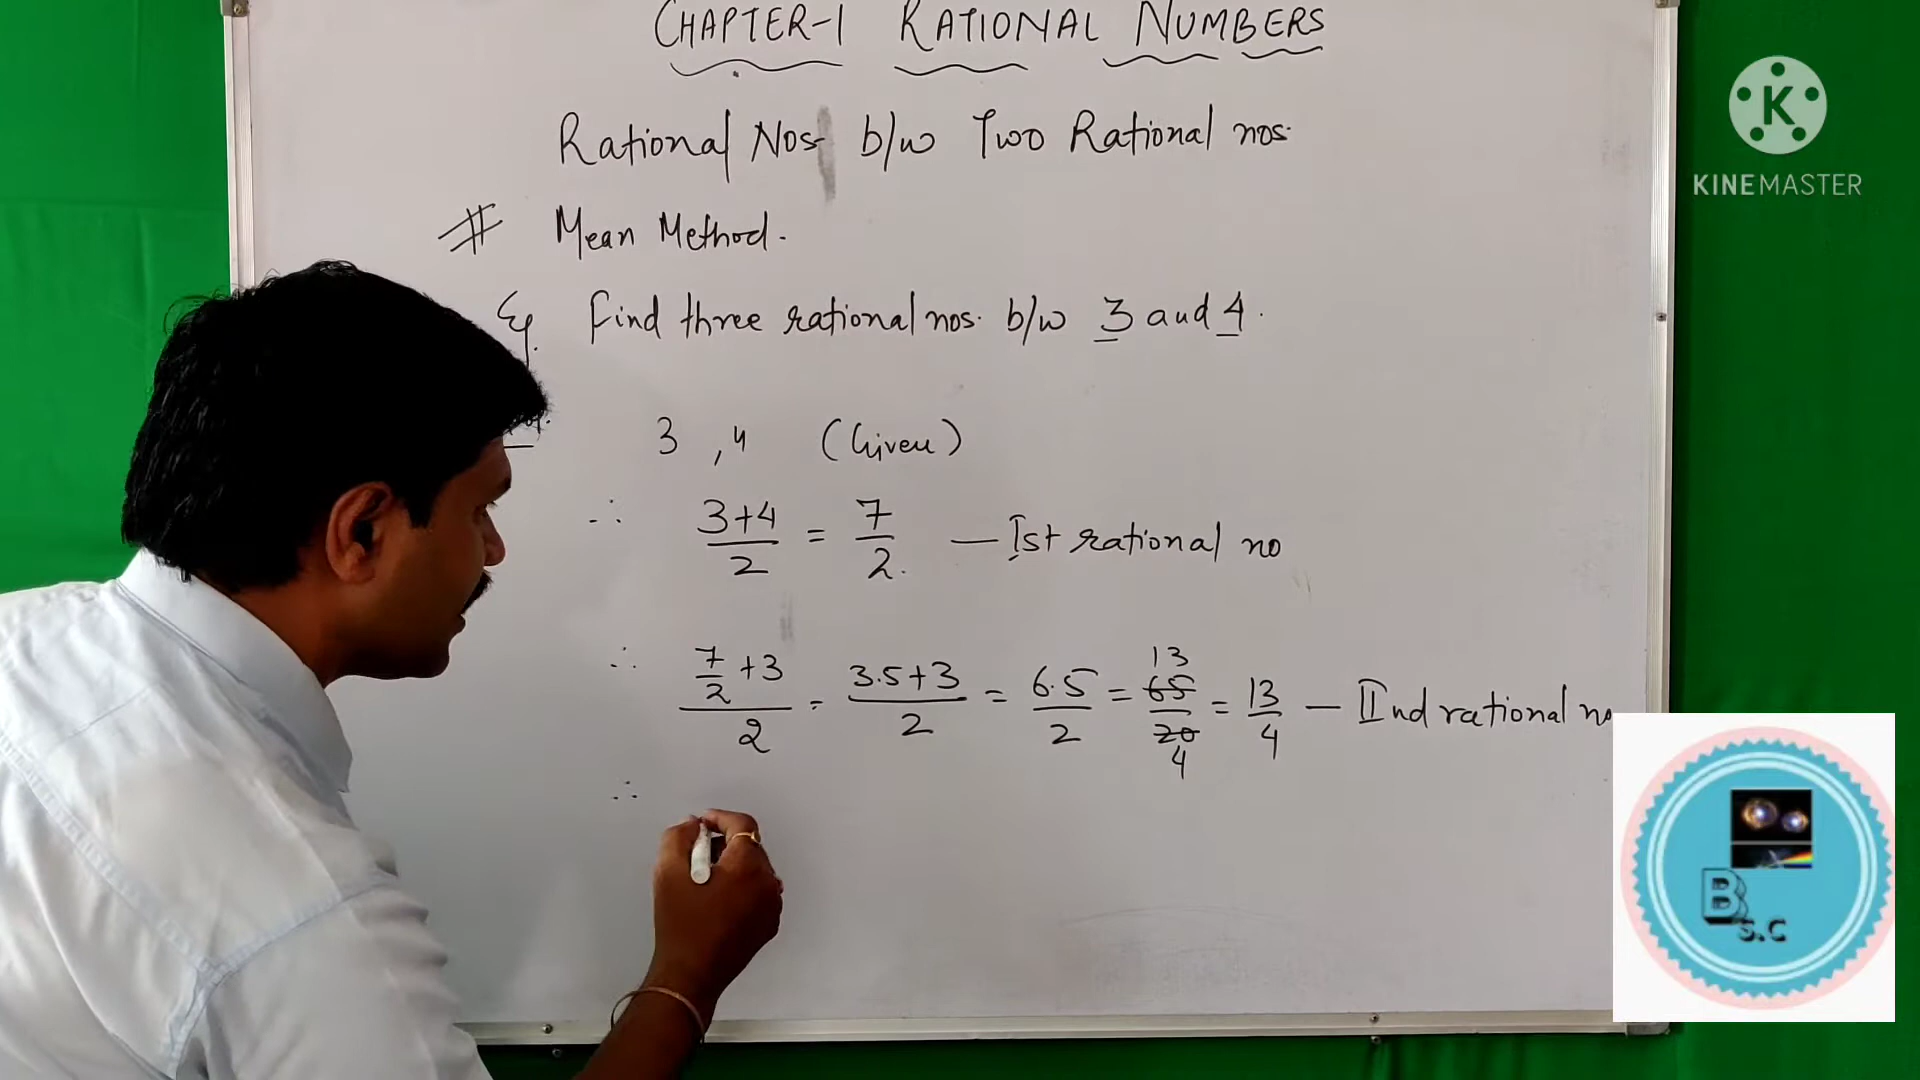 CHAPTER-1 RATIONAL NUMBERS
Rational Nos b/w Two Rational nos.
# Mean Method.
Eg. Find three rational nos. b/w 3 and 4.
3 , 4 (Given)
∴ (3+4)/2 = 7/2. — Ist rational no
∴ (7/2 + 3)/2 = (3.5+3)/2 = 6.5/2 = 65/20 = 13/4 — IInd rational no
13
4
∴
KINEMASTER
K
B
S.C